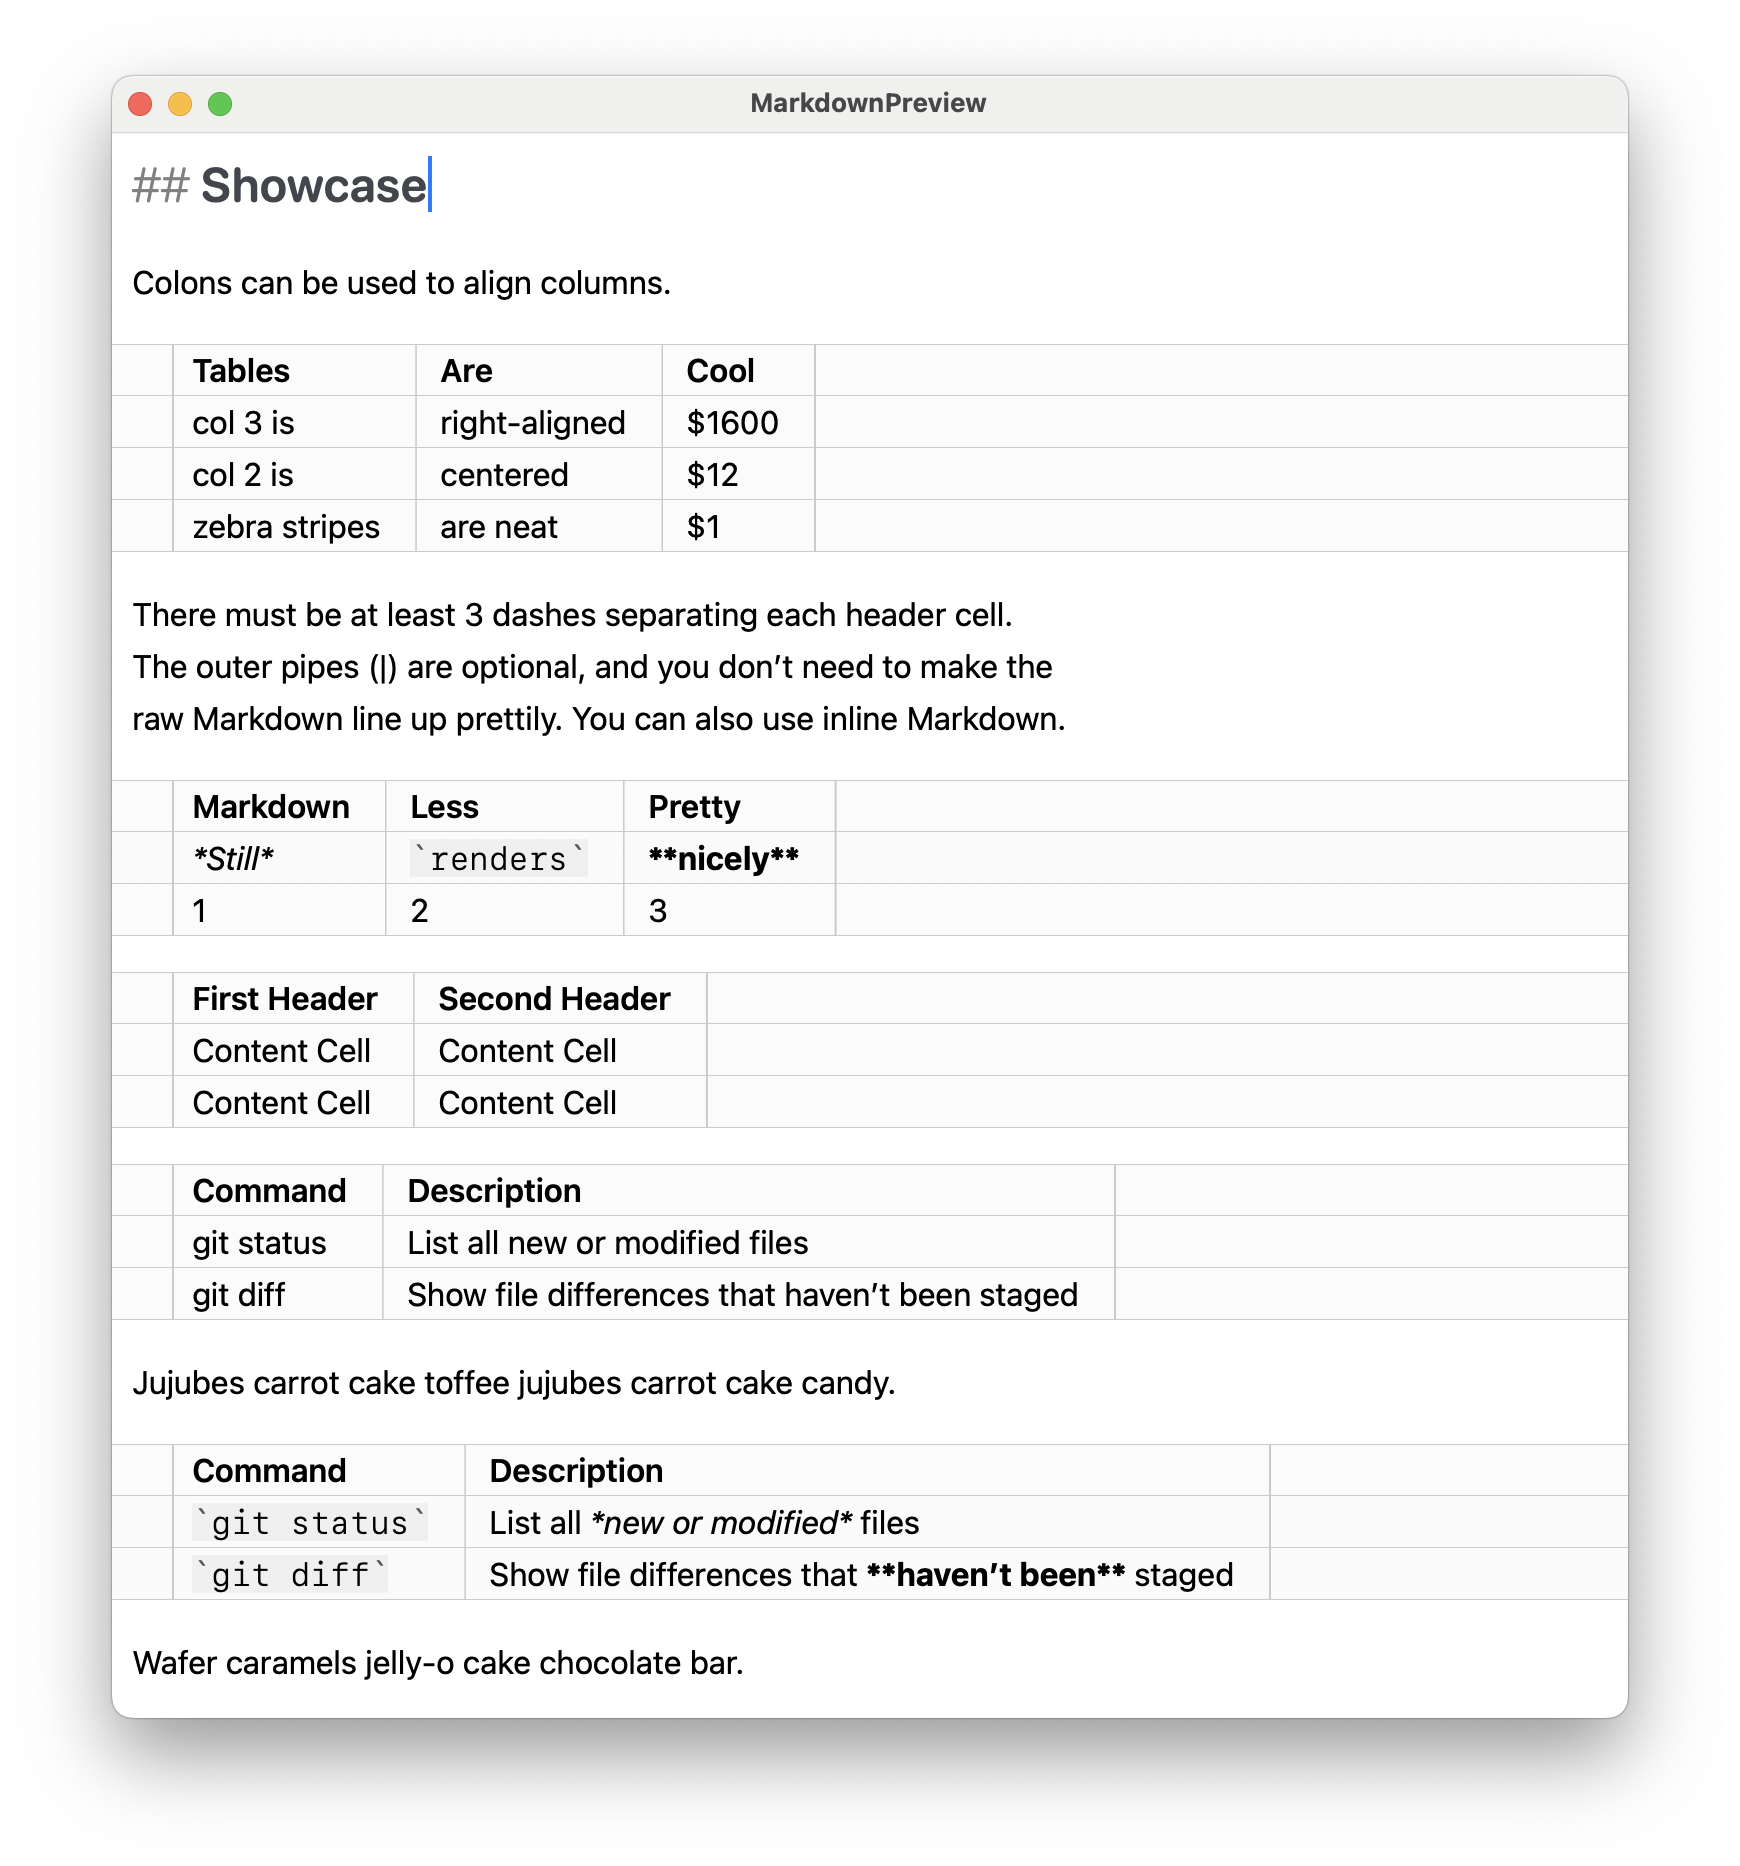 MarkdownPreview
## Showcase
Colons can be used to align columns.
Tables Are Cool
col 3 is right-aligned $1600
col 2 is centered $12
zebra stripes are neat $1
There must be at least 3 dashes separating each header cell.
The outer pipes (|) are optional, and you don’t need to make the
raw Markdown line up prettily. You can also use inline Markdown.
Markdown Less Pretty
*Still* `renders` **nicely**
1 2 3
First Header Second Header
Content Cell Content Cell
Content Cell Content Cell
Command Description
git status List all new or modified files
git diff Show file differences that haven’t been staged
Jujubes carrot cake toffee jujubes carrot cake candy.
Command Description
`git status` List all *new or modified* files
`git diff` Show file differences that **haven’t been** staged
Wafer caramels jelly-o cake chocolate bar.